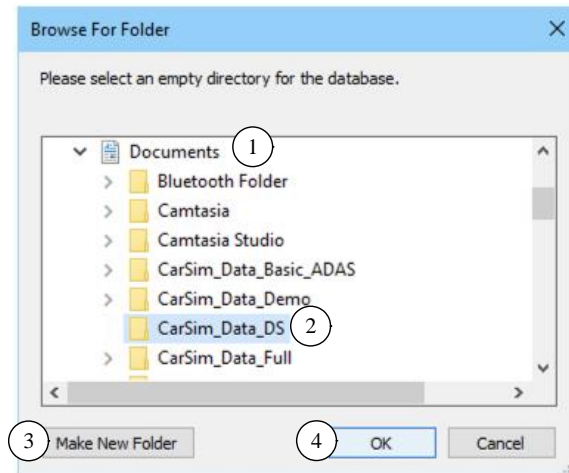 Browse For Folder
Please select an empty directory for the database.
Documents 1
Bluetooth Folder
Camtasia
Camtasia Studio
CarSim_Data_Basic_ADAS
CarSim_Data_Demo
CarSim_Data_DS 2
CarSim_Data_Full
3 Make New Folder 4 OK Cancel